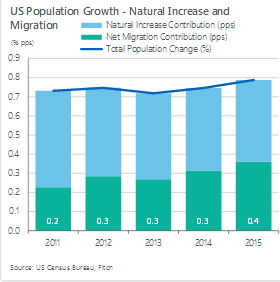 US Population Growth - Natural Increase and
Migration
(% pps)
Natural Increase Contribution (pps)
Net Migration Contribution (pps)
Total Population Change (%)
0.9
0.8
0.7
0.6
0.5
0.4
0.3
0.2
0.1
0.0
0.2 0.3 0.3 0.3 0.4
2011 2012 2013 2014 2015
Source: US Census Bureau, Fitch